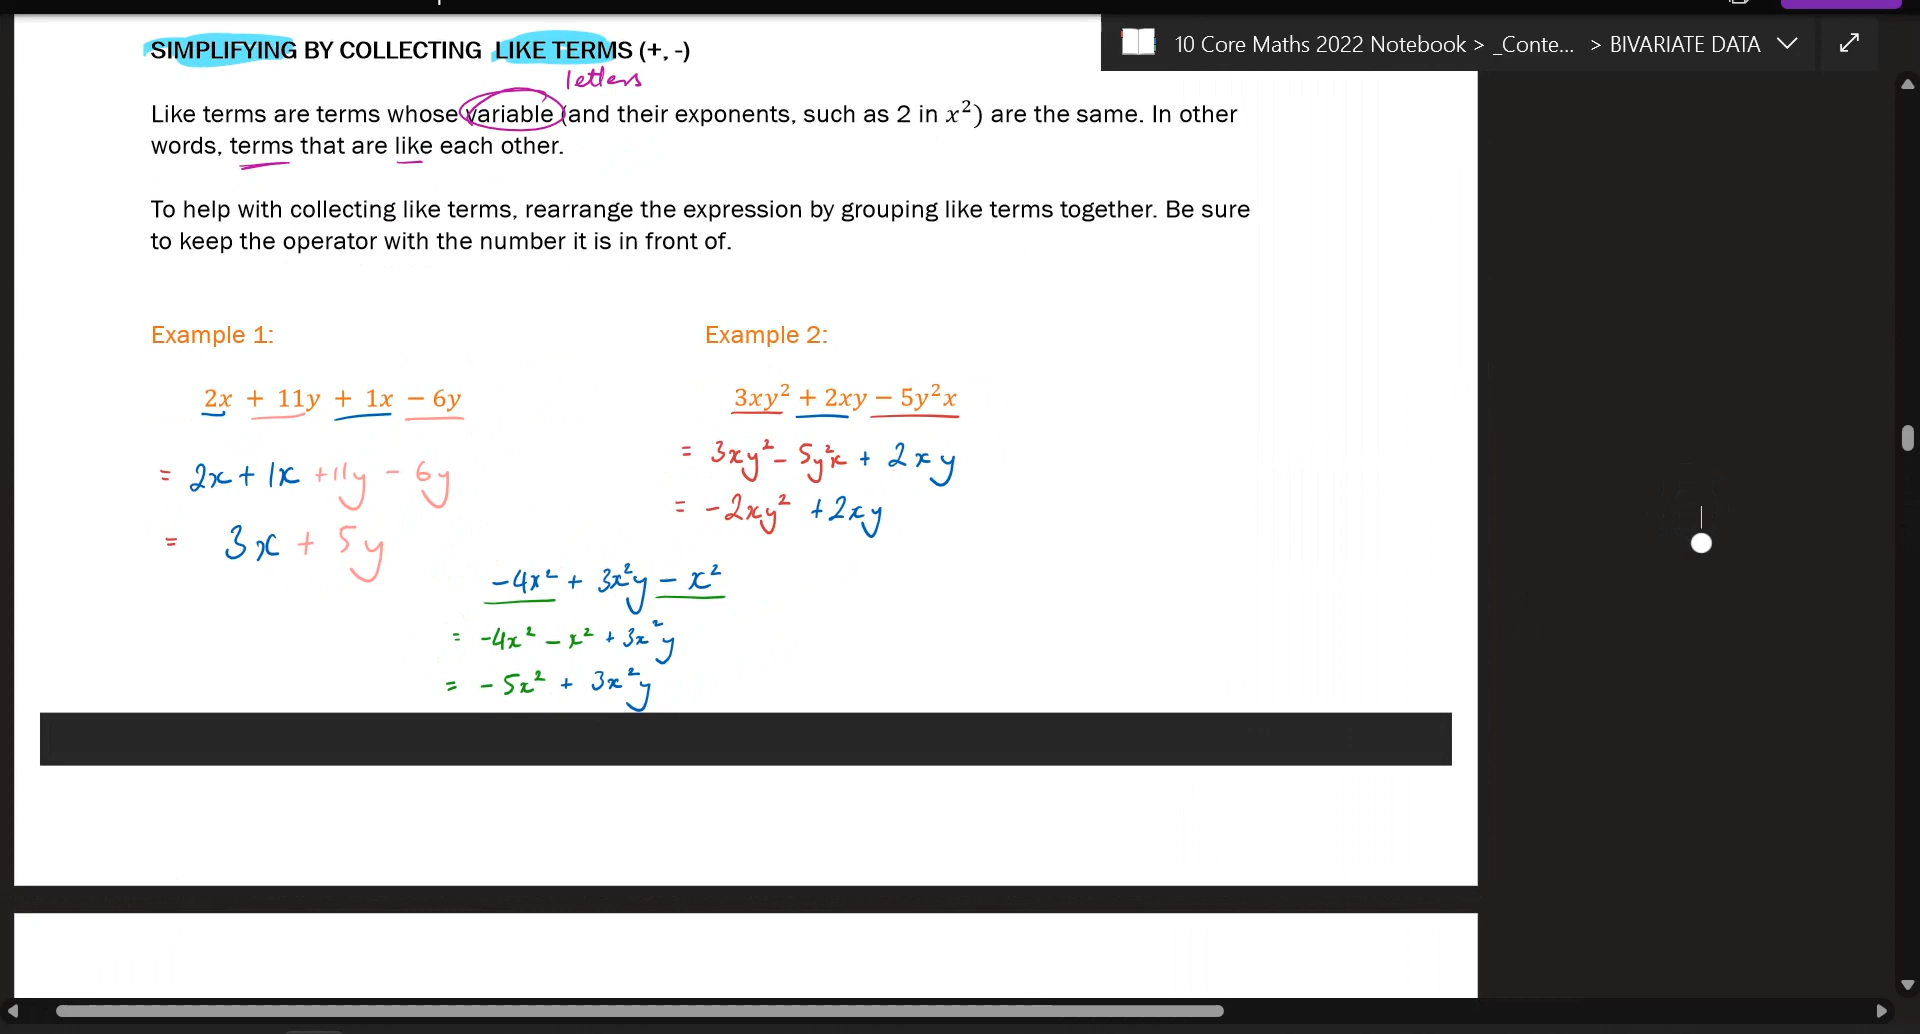 10 Core Maths 2022 Notebook > _Conte... > BIVARIATE DATA
SIMPLIFYING BY COLLECTING LIKE TERMS (+, -)
letters
Like terms are terms whose variable (and their exponents, such as 2 in x²) are the same. In other
words, terms that are like each other.
To help with collecting like terms, rearrange the expression by grouping like terms together. Be sure
to keep the operator with the number it is in front of.
Example 1:
2x + 11y + 1x − 6y
= 2x + 1x + 11y − 6y
= 3x + 5y
Example 2:
3xy² + 2xy − 5y²x
= 3xy² − 5y²x + 2xy
= −2xy² + 2xy
−4x² + 3x²y − x²
= −4x² − x² + 3x²y
= −5x² + 3x²y